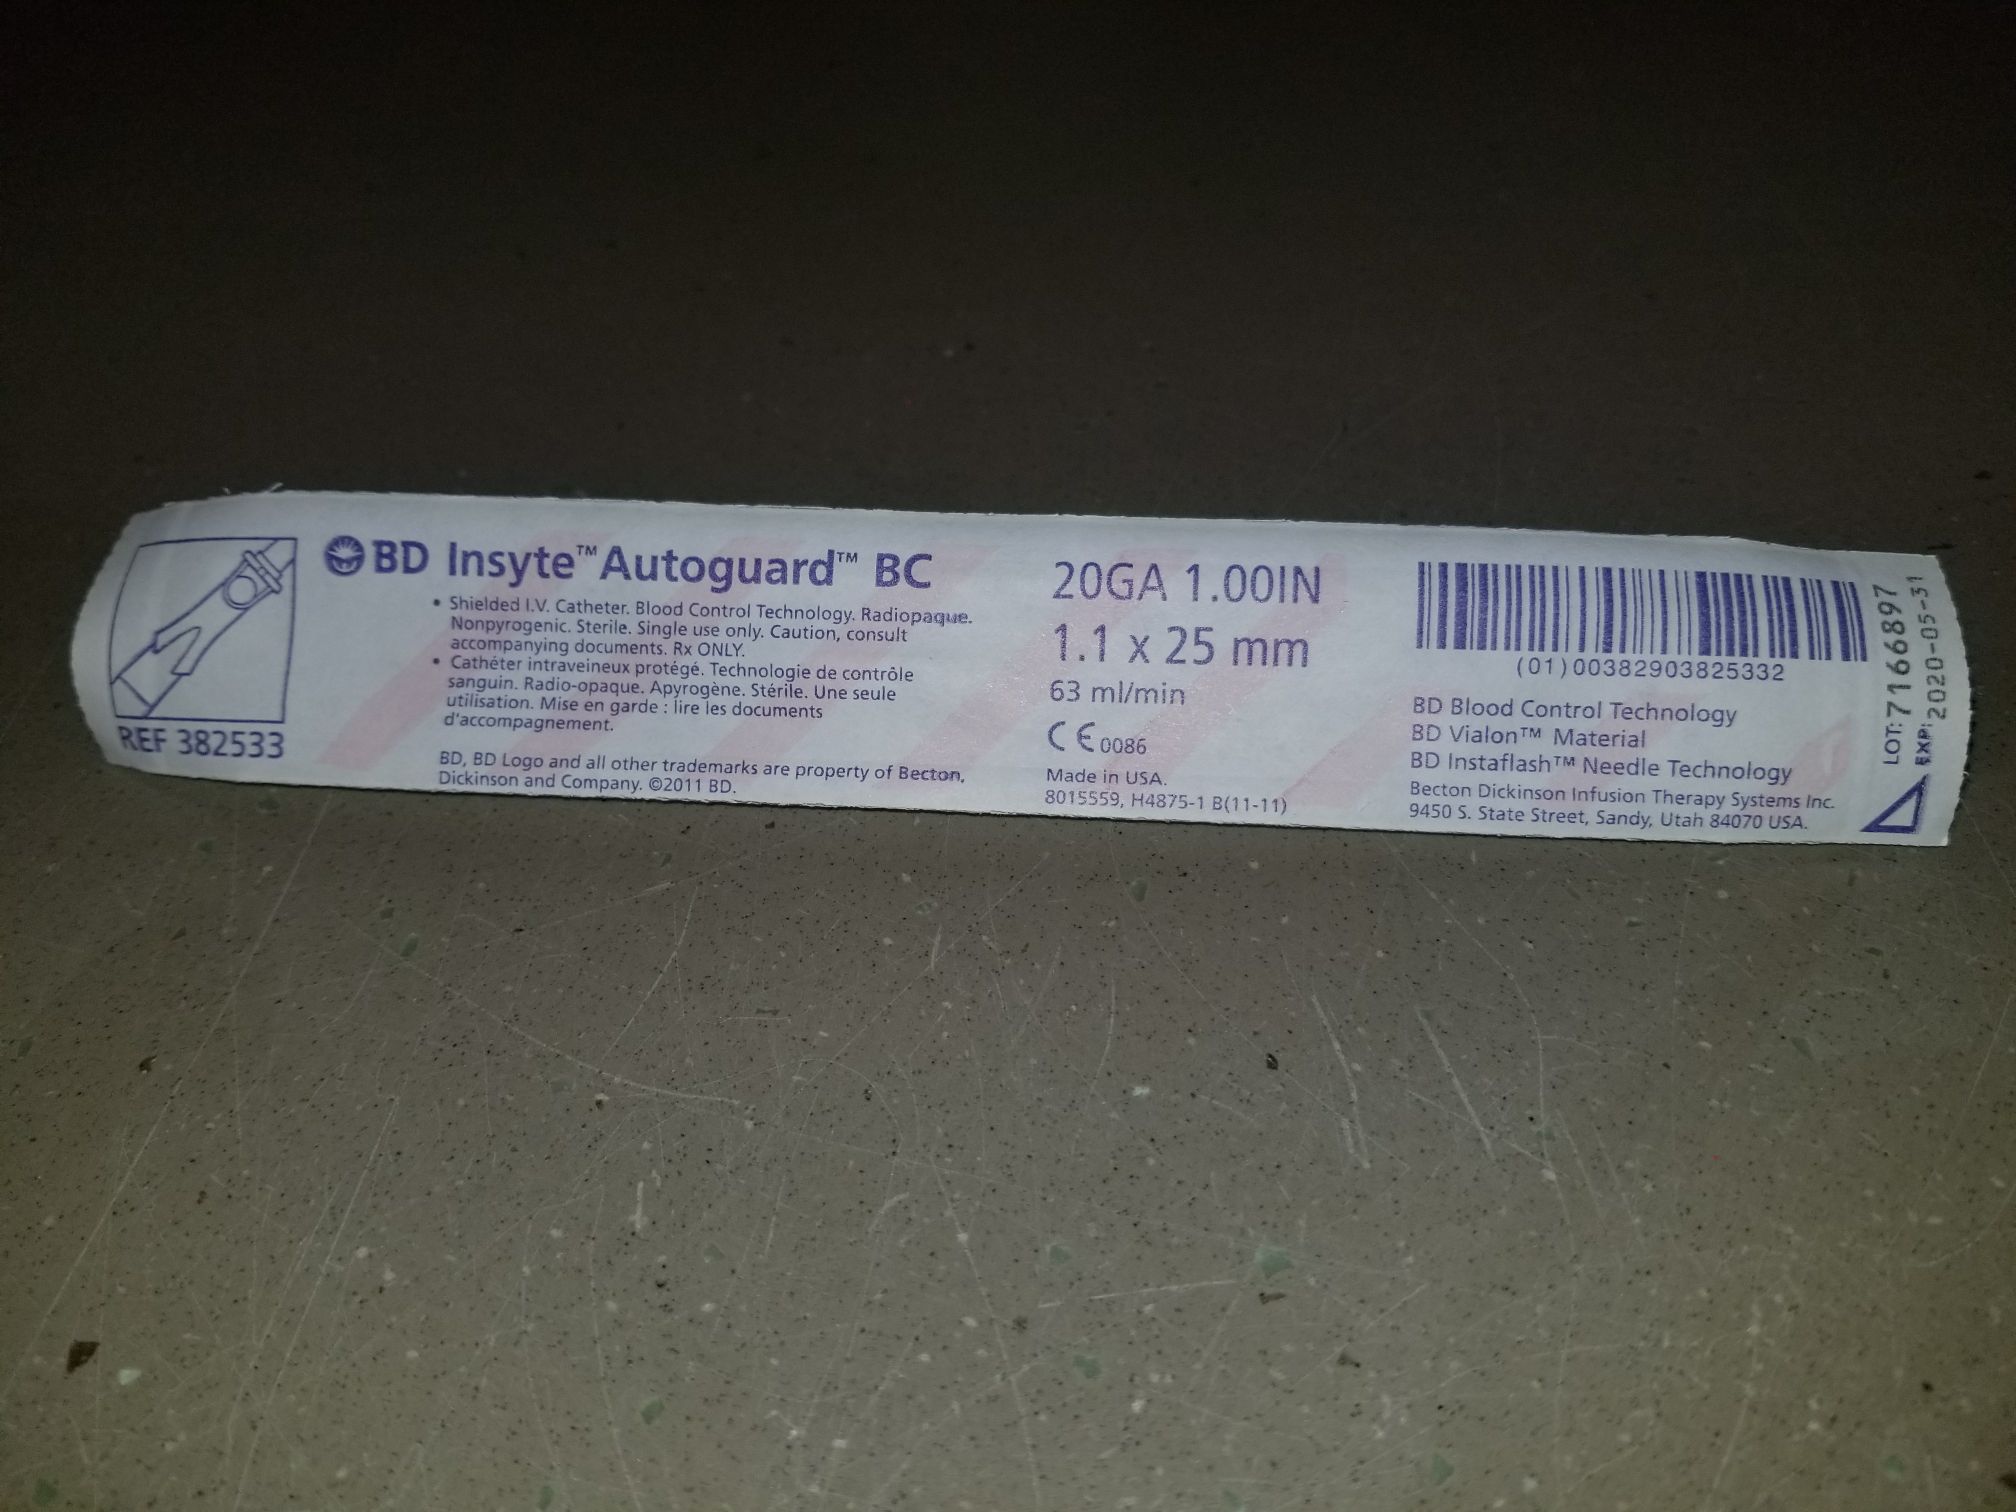 BD Insyte™ Autoguard™ BC
• Shielded I.V. Catheter. Blood Control Technology. Radiopaque.
Nonpyrogenic. Sterile. Single use only. Caution, consult
accompanying documents. Rx ONLY.
• Cathéter intraveineux protégé. Technologie de contrôle
sanguin. Radio-opaque. Apyrogène. Stérile. Une seule
utilisation. Mise en garde : lire les documents
d'accompagnement.
REF 382533
BD, BD Logo and all other trademarks are property of Becton,
Dickinson and Company. ©2011 BD.
20GA 1.00IN
1.1 x 25 mm
63 ml/min
CE 0086
Made in USA.
8015559, H4875-1 B(11-11)
(01)00382903825332
BD Blood Control Technology
BD Vialon™ Material
BD Instaflash™ Needle Technology
Becton Dickinson Infusion Therapy Systems Inc.
9450 S. State Street, Sandy, Utah 84070 USA.
LOT:7166897
EXP:2020-05-31